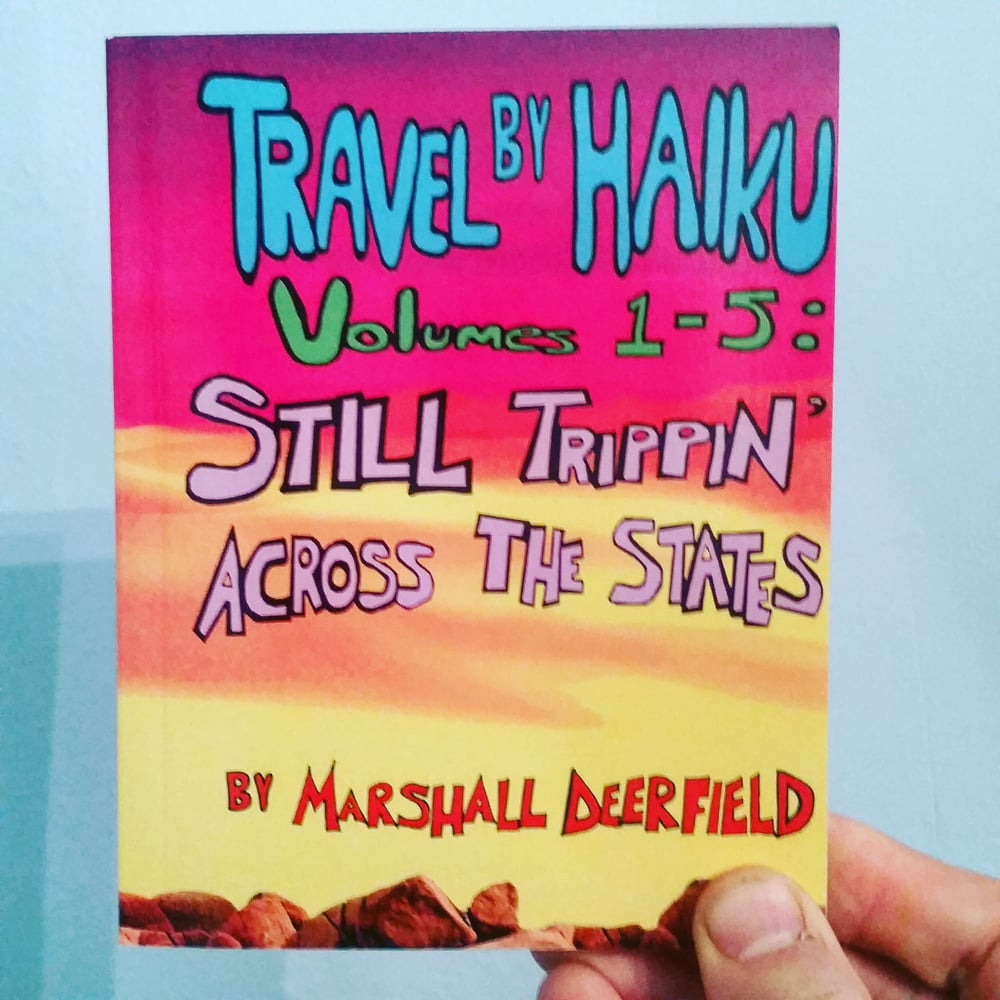 TRAVEL BY HAIKU
Volumes 1-5:
STILL TRIPPIN'
ACROSS THE STATES
BY MARSHALL DEERFIELD